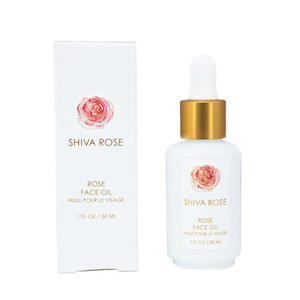 SHIVA ROSE
ROSE
FACE OIL
HUILE POUR LE VISAGE
1 FL OZ / 30 ML
SHIVA ROSE
ROSE
FACE OIL
HUILE POUR LE VISAGE
1 FL OZ / 30 ML